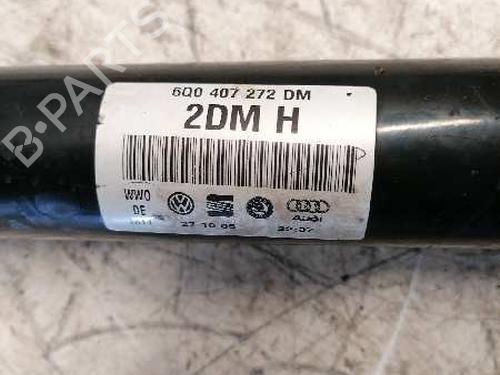 B-PARTS
6Q0 407 272 DM
2DM H
WWO
DE
Audi
27 10 05